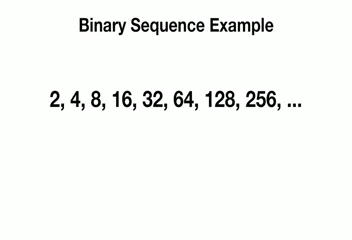 Binary Sequence Example
2, 4, 8, 16, 32, 64, 128, 256, ...